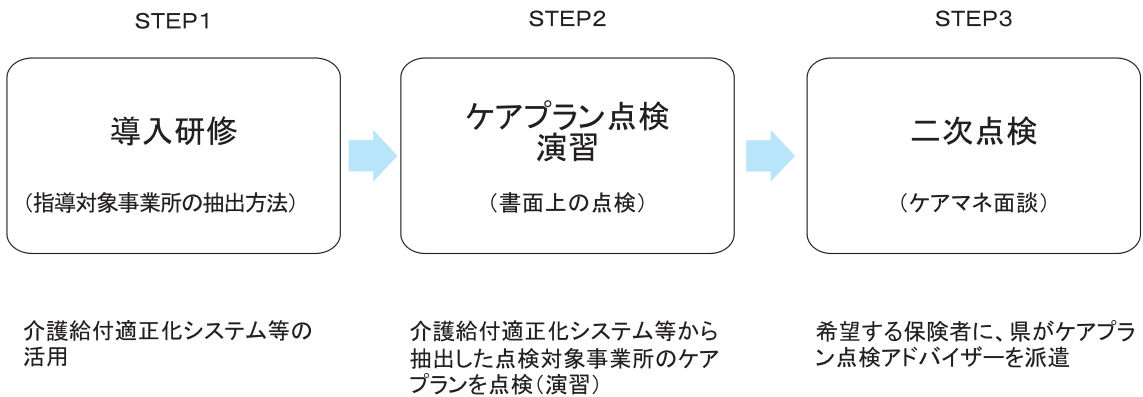 STEP1
導入研修
（指導対象事業所の抽出方法）
介護給付適正化システム等の
活用
STEP2
ケアプラン点検
演習
（書面上の点検）
介護給付適正化システム等から
抽出した点検対象事業所のケア
プランを点検（演習）
STEP3
二次点検
（ケアマネ面談）
希望する保険者に、県がケアプラ
ン点検アドバイザーを派遣